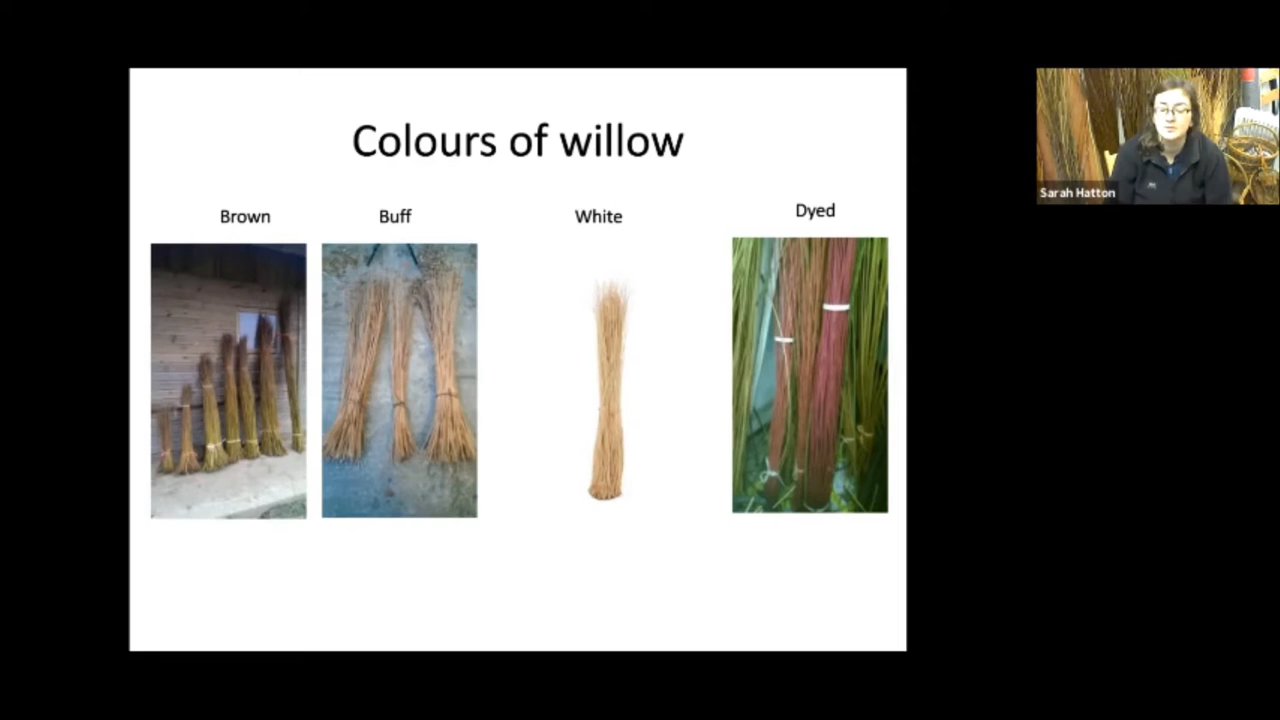 Colours of willow
Brown
Buff
White
Dyed
Sarah Hatton